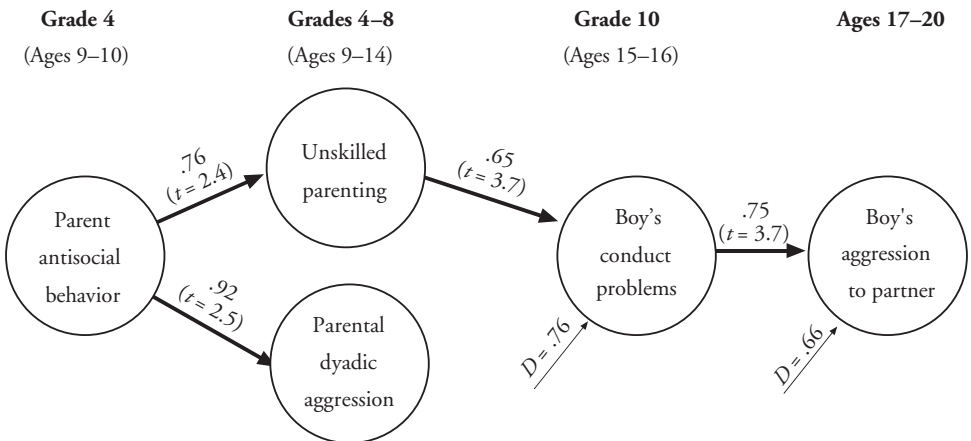 Grade 4
(Ages 9–10)
Grades 4–8
(Ages 9–14)
Grade 10
(Ages 15–16)
Ages 17–20
Parent
antisocial
behavior
.76
(t = 2.4)
.92
(t = 2.5)
Unskilled
parenting
Parental
dyadic
aggression
.65
(t = 3.7)
Boy’s
conduct
problems
D = .76
.75
(t = 3.7)
Boy's
aggression
to partner
D = .66